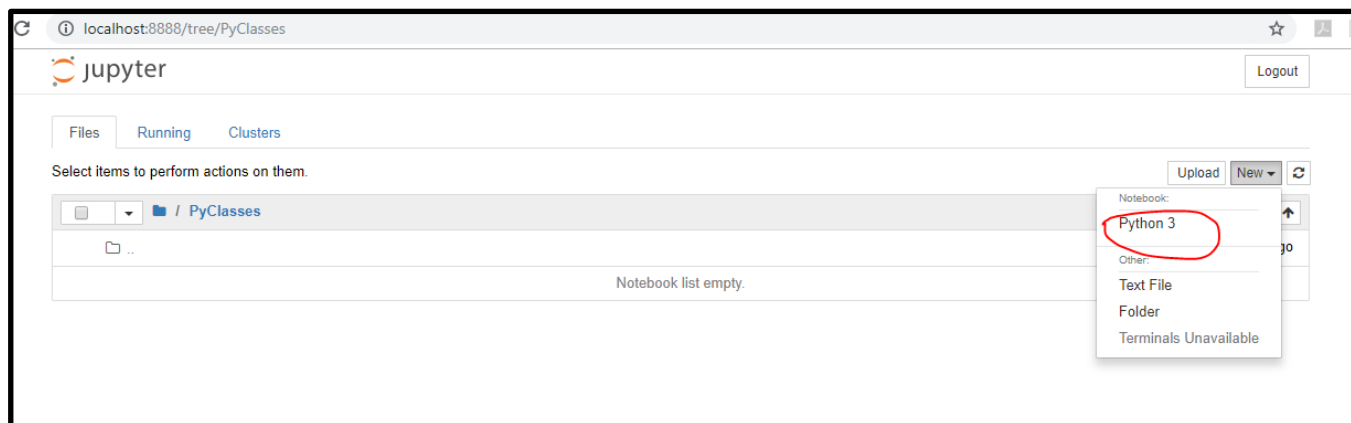 localhost:8888/tree/PyClasses
jupyter
Logout
Files Running Clusters
Select items to perform actions on them.
Upload New
/ PyClasses
Notebook:
Python 3
..
go
Other:
Notebook list empty.
Text File
Folder
Terminals Unavailable